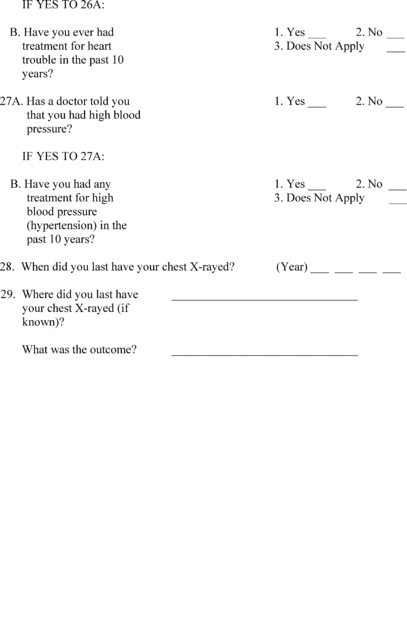 IF YES TO 26A:
B. Have you ever had 1. Yes ___ 2. No ___
treatment for heart 3. Does Not Apply ___
trouble in the past 10
years?
27A. Has a doctor told you 1. Yes ___ 2. No ___
that you had high blood
pressure?
IF YES TO 27A:
B. Have you had any 1. Yes ___ 2. No ___
treatment for high 3. Does Not Apply ___
blood pressure
(hypertension) in the
past 10 years?
28. When did you last have your chest X-rayed? (Year) ___ ___ ___ ___
29. Where did you last have ______________________________
your chest X-rayed (if
known)?
What was the outcome? ______________________________